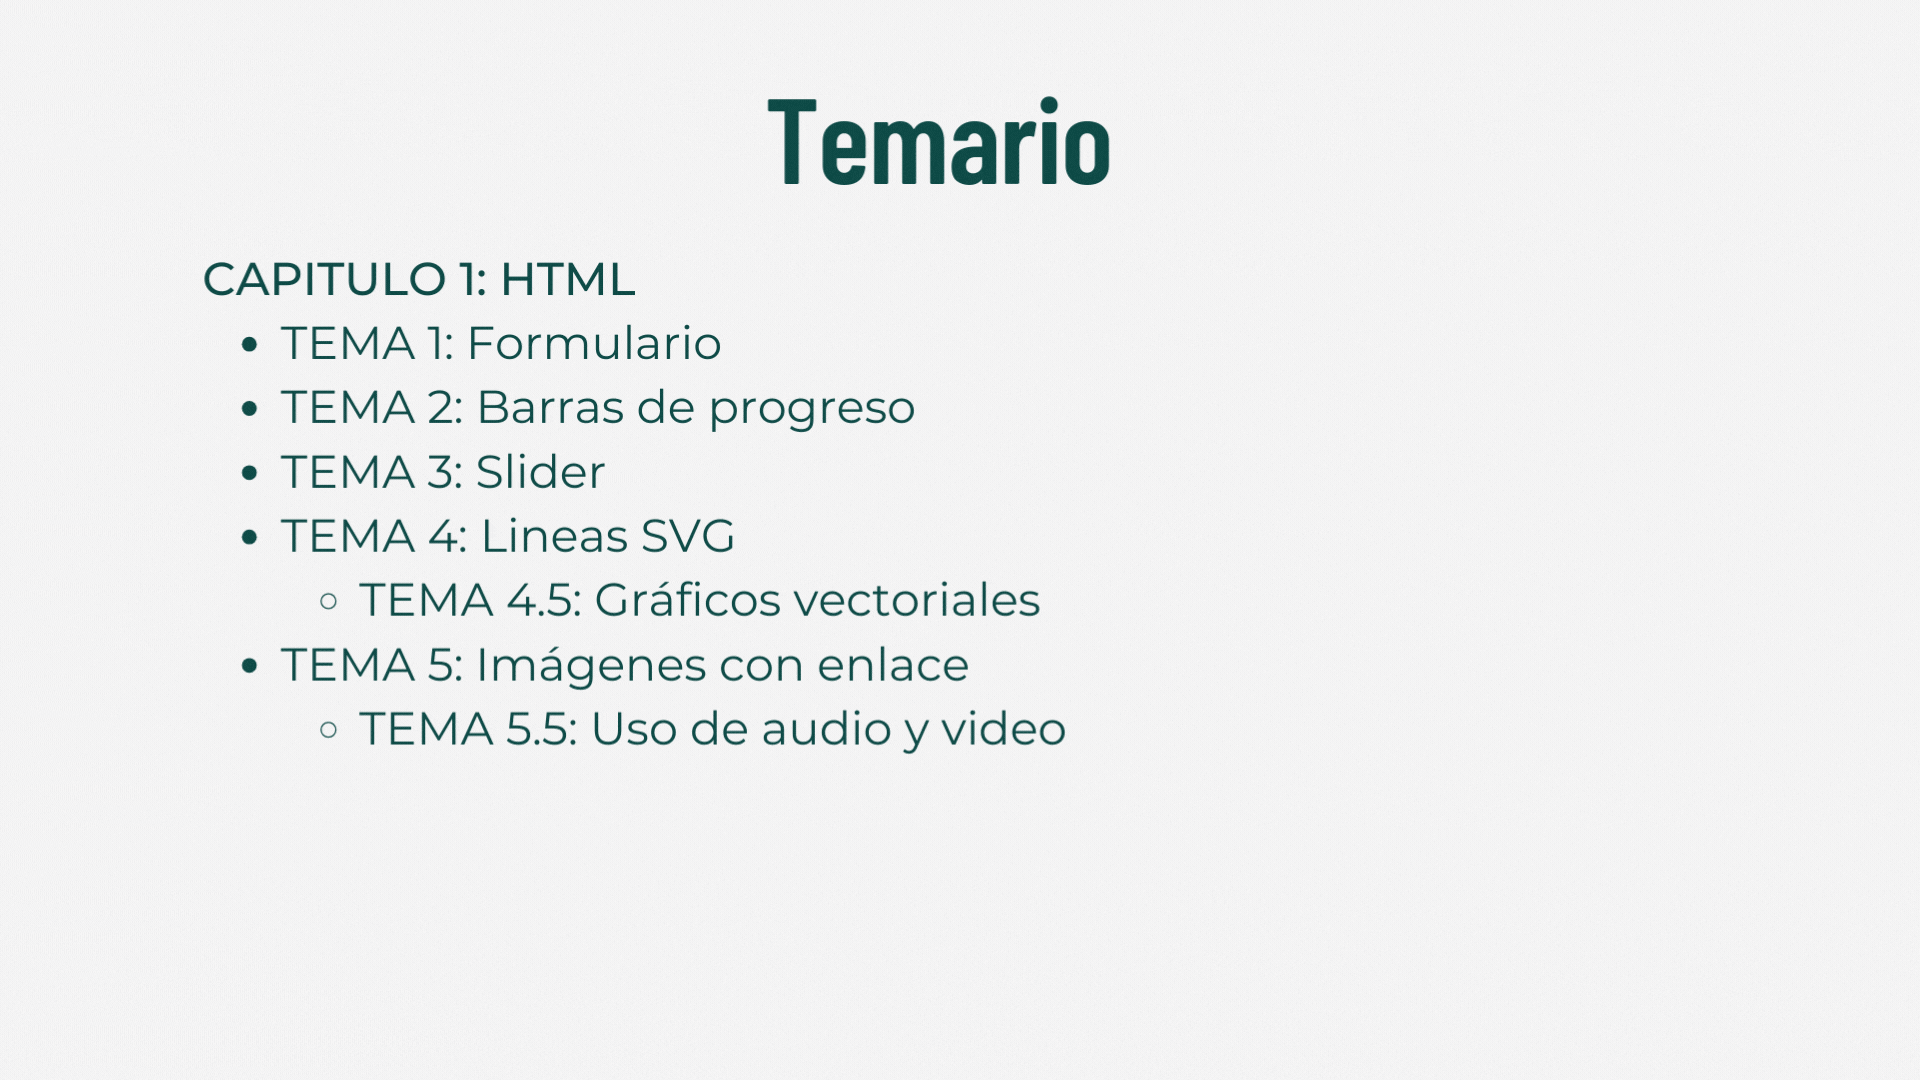 Temario
CAPITULO 1: HTML
TEMA 1: Formulario
TEMA 2: Barras de progreso
TEMA 3: Slider
TEMA 4: Lineas SVG
TEMA 4.5: Gráficos vectoriales
TEMA 5: Imágenes con enlace
TEMA 5.5: Uso de audio y video